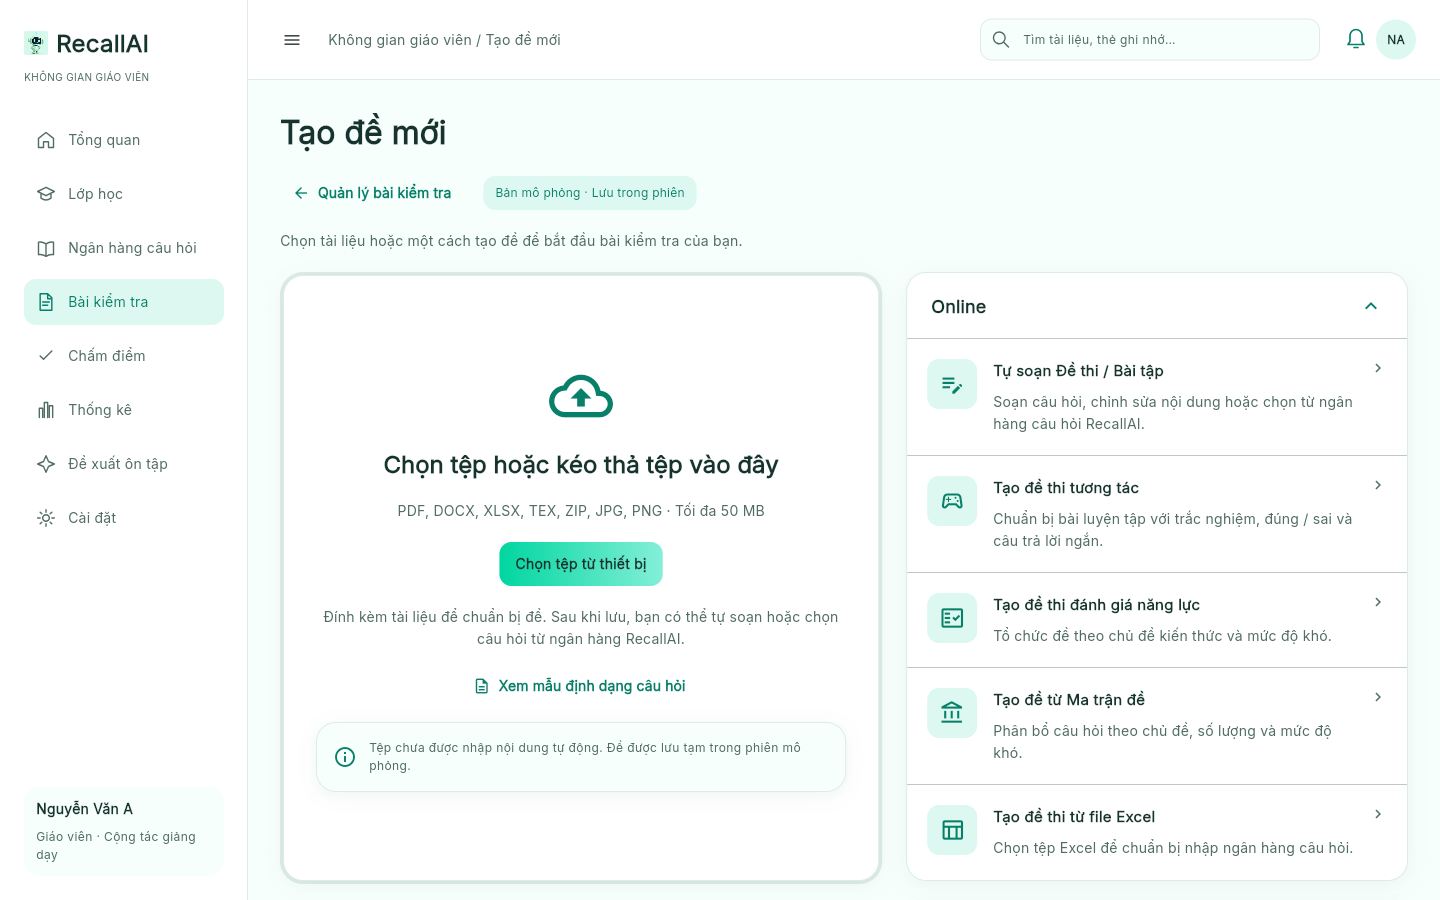 RecallAI
KHÔNG GIAN GIÁO VIÊN
Tổng quan
Lớp học
Ngân hàng câu hỏi
Bài kiểm tra
Chấm điểm
Thống kê
Đề xuất ôn tập
Cài đặt
Nguyễn Văn A
Giáo viên · Cộng tác giảng
dạy
Không gian giáo viên / Tạo đề mới
Tìm tài liệu, thẻ ghi nhớ...
NA
Tạo đề mới
Quản lý bài kiểm tra
Bản mô phỏng · Lưu trong phiên
Chọn tài liệu hoặc một cách tạo đề để bắt đầu bài kiểm tra của bạn.
Chọn tệp hoặc kéo thả tệp vào đây
PDF, DOCX, XLSX, TEX, ZIP, JPG, PNG · Tối đa 50 MB
Chọn tệp từ thiết bị
Đính kèm tài liệu để chuẩn bị đề. Sau khi lưu, bạn có thể tự soạn hoặc chọn
câu hỏi từ ngân hàng RecallAI.
Xem mẫu định dạng câu hỏi
Tệp chưa được nhập nội dung tự động. Đề được lưu tạm trong phiên mô
phỏng.
Online
Tự soạn Đề thi / Bài tập
Soạn câu hỏi, chỉnh sửa nội dung hoặc chọn từ ngân
hàng câu hỏi RecallAI.
Tạo đề thi tương tác
Chuẩn bị bài luyện tập với trắc nghiệm, đúng / sai và
câu trả lời ngắn.
Tạo đề thi đánh giá năng lực
Tổ chức đề theo chủ đề kiến thức và mức độ khó.
Tạo đề từ Ma trận đề
Phân bổ câu hỏi theo chủ đề, số lượng và mức độ
khó.
Tạo đề thi từ file Excel
Chọn tệp Excel để chuẩn bị nhập ngân hàng câu hỏi.